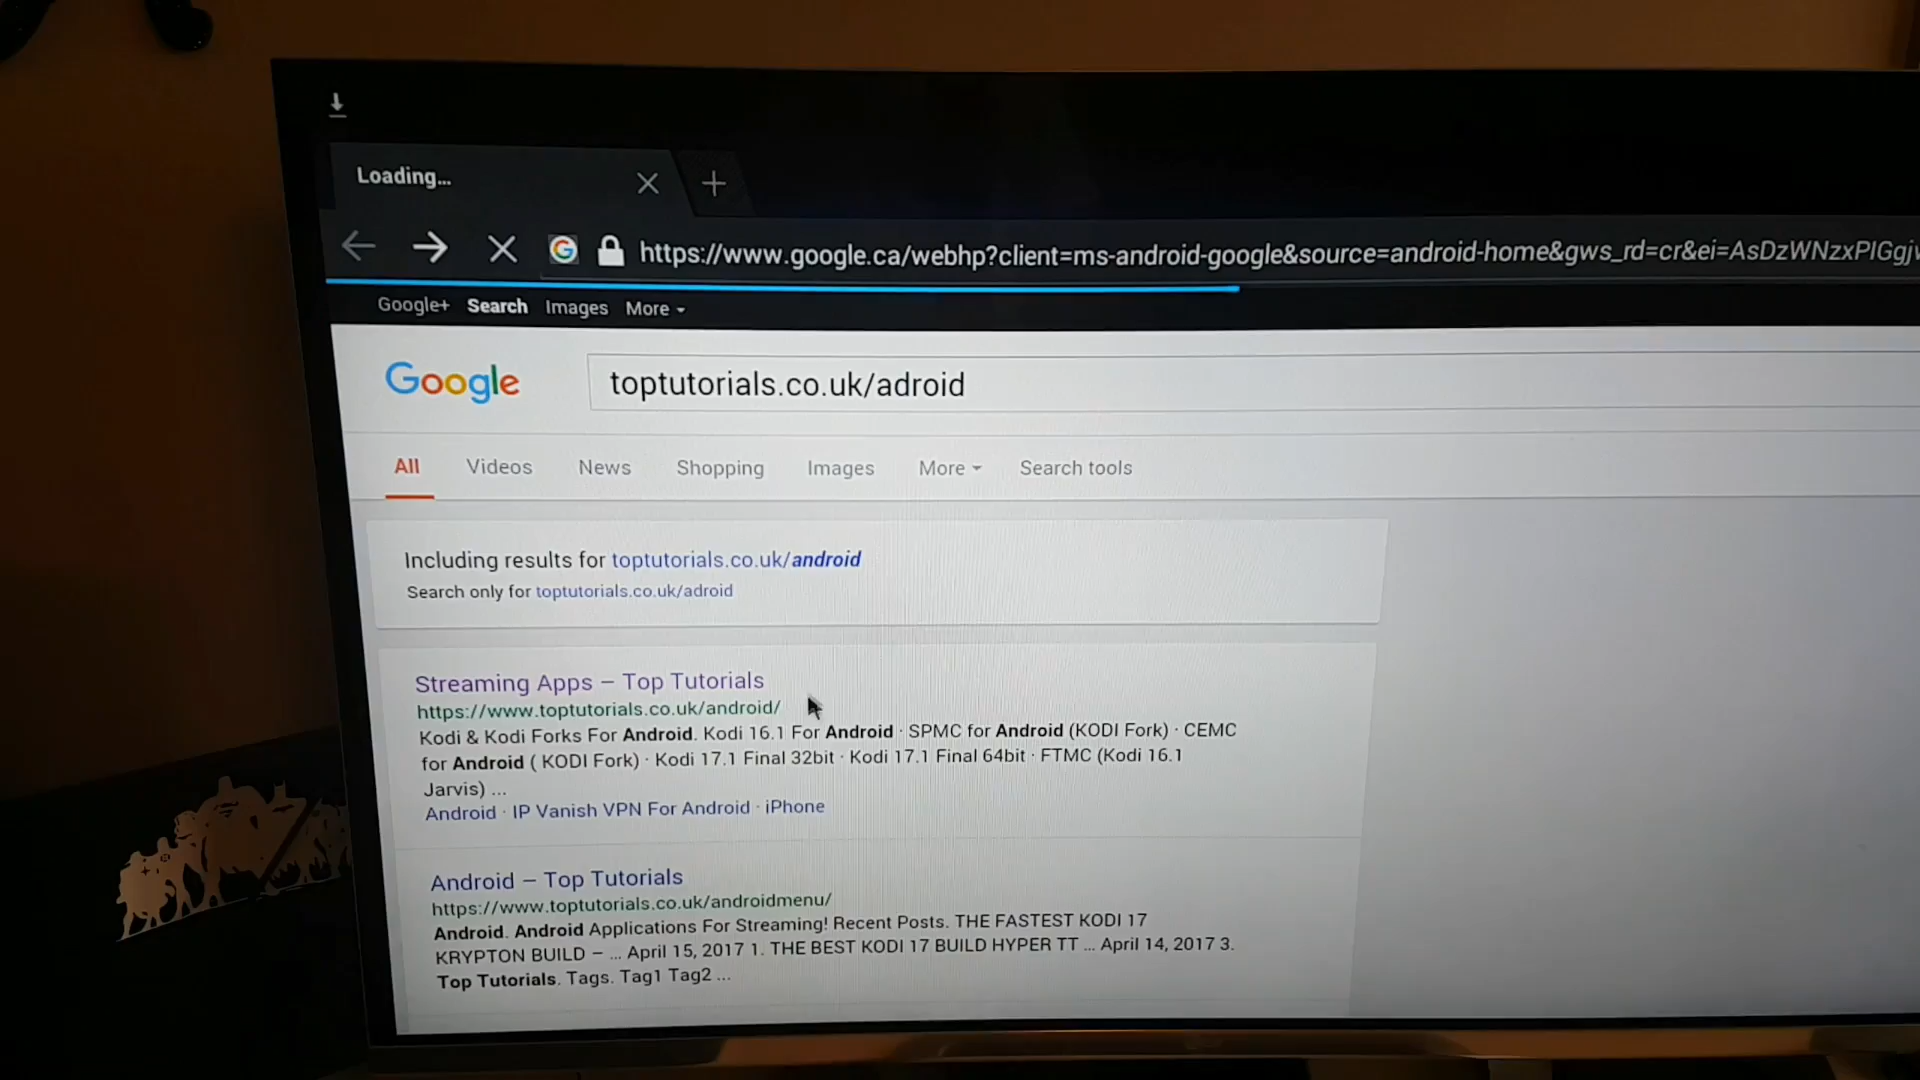 Loading...
https://www.google.ca/webhp?client=ms-android-google&source=android-home&gws_rd=cr&ei=AsDzWNzxPIGgjv
Google+ Search Images More
Google
toptutorials.co.uk/adroid
All Videos News Shopping Images More Search tools
Including results for toptutorials.co.uk/android
Search only for toptutorials.co.uk/adroid
Streaming Apps – Top Tutorials
https://www.toptutorials.co.uk/android/
Kodi & Kodi Forks For Android. Kodi 16.1 For Android · SPMC for Android (KODI Fork) · CEMC
for Android ( KODI Fork) · Kodi 17.1 Final 32bit · Kodi 17.1 Final 64bit · FTMC (Kodi 16.1
Jarvis) ...
Android · IP Vanish VPN For Android · iPhone
Android – Top Tutorials
https://www.toptutorials.co.uk/androidmenu/
Android. Android Applications For Streaming! Recent Posts. THE FASTEST KODI 17
KRYPTON BUILD – ... April 15, 2017 1. THE BEST KODI 17 BUILD HYPER TT ... April 14, 2017 3.
Top Tutorials. Tags. Tag1 Tag2 ...